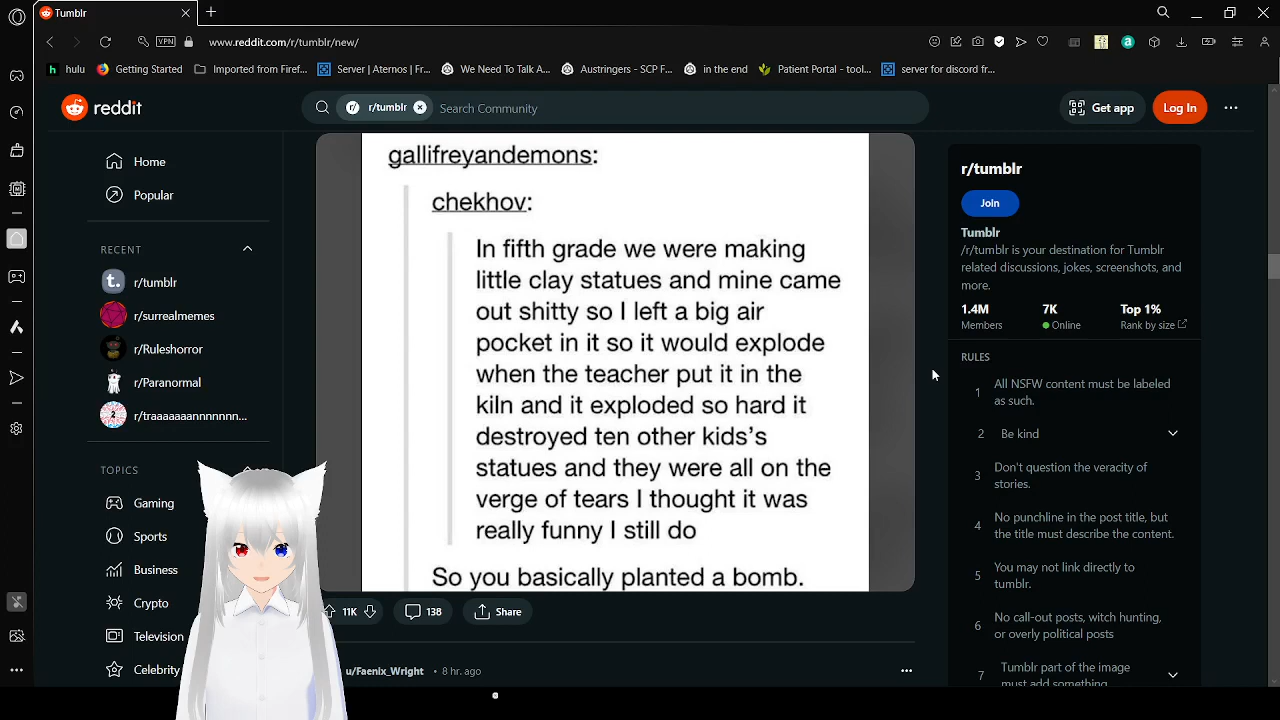 Tumblr
VPN
www.reddit.com/r/tumblr/new/
hulu
Getting Started
Imported from Firef...
Server | Aternos | Fr...
We Need To Talk A...
Austringers - SCP F...
in the end
Patient Portal - tool...
server for discord fr...
reddit
r/tumblr
Search Community
Get app
Log In
Home
Popular
RECENT
r/tumblr
r/surrealmemes
r/Ruleshorror
r/Paranormal
r/traaaaaaannnnnnn...
TOPICS
Gaming
Sports
Business
Crypto
Television
Celebrity
gallifreyandemons:
chekhov:
In fifth grade we were making
little clay statues and mine came
out shitty so I left a big air
pocket in it so it would explode
when the teacher put it in the
kiln and it exploded so hard it
destroyed ten other kids's
statues and they were all on the
verge of tears I thought it was
really funny I still do
So you basically planted a bomb.
11K
138
Share
u/Faenix_Wright • 8 hr. ago
r/tumblr
Join
Tumblr
/r/tumblr is your destination for Tumblr
related discussions, jokes, screenshots, and
more.
1.4M 7K Top 1%
Members Online Rank by size
RULES
1 All NSFW content must be labeled
as such.
2 Be kind
3 Don't question the veracity of
stories.
4 No punchline in the post title, but
the title must describe the content.
5 You may not link directly to
tumblr.
6 No call-out posts, witch hunting,
or overly political posts
7 Tumblr part of the image
must add something